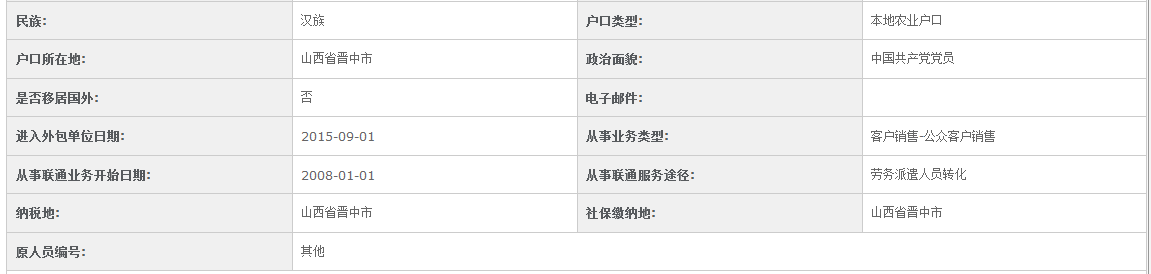 民族： 汉族 户口类型： 本地农业户口
户口所在地： 山西省晋中市 政治面貌： 中国共产党党员
是否移居国外： 否 电子邮件：
进入外包单位日期： 2015-09-01 从事业务类型： 客户销售-公众客户销售
从事联通业务开始日期： 2008-01-01 从事联通服务途径： 劳务派遣人员转化
纳税地： 山西省晋中市 社保缴纳地： 山西省晋中市
原人员编号： 其他